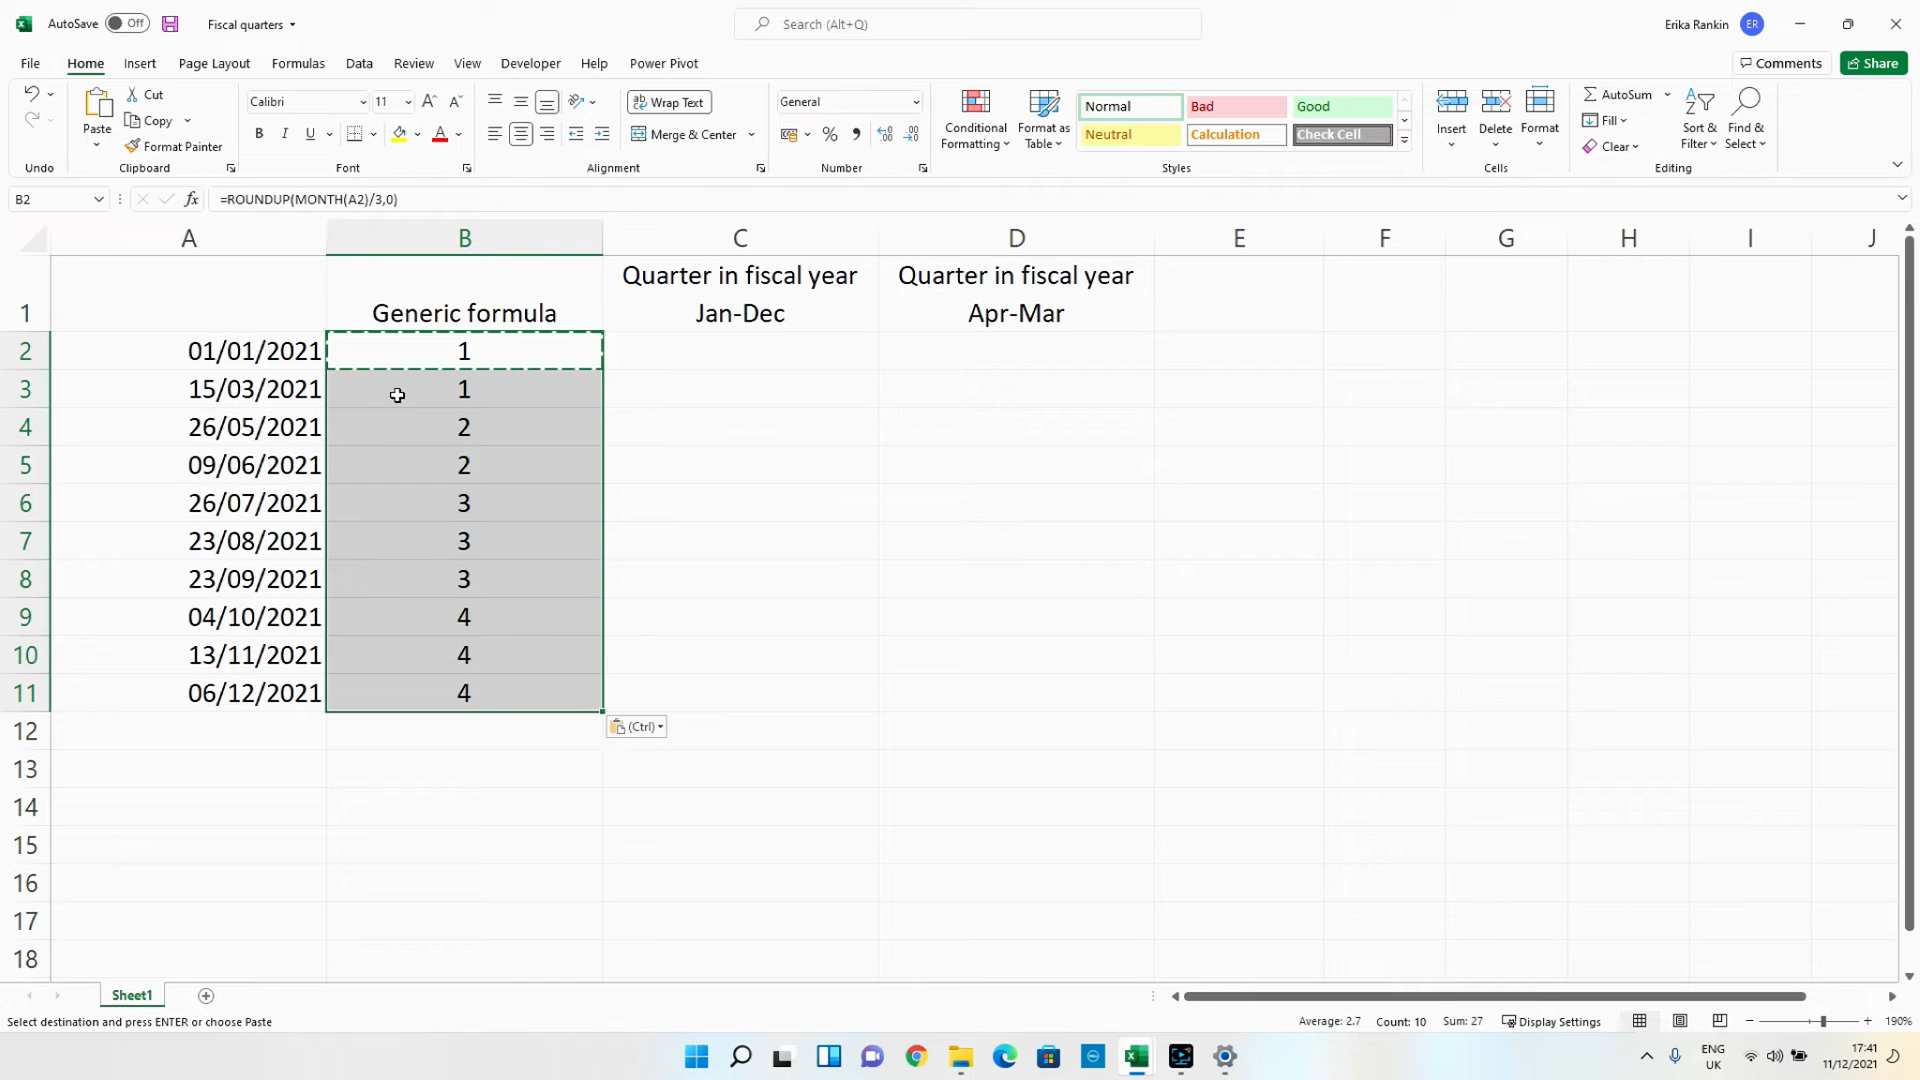 AutoSave Off Fiscal quarters Search (Alt+Q) Erika Rankin ER
File Home Insert Page Layout Formulas Data Review View Developer Help Power Pivot Comments Share
Paste Cut Copy Format Painter
Calibri 11 B I U A
Wrap Text Merge & Center
General %
Conditional Formatting Format as Table
Normal Bad Good
Neutral Calculation Check Cell
Insert Delete Format
AutoSum Fill Clear Sort & Filter Find & Select
Undo Clipboard Font Alignment Number Styles Cells Editing
B2 fx =ROUNDUP(MONTH(A2)/3,0)
A B C D E F G H I J
1 Generic formula Quarter in fiscal year Jan-Dec Quarter in fiscal year Apr-Mar
2 01/01/2021 1
3 15/03/2021 1
4 26/05/2021 2
5 09/06/2021 2
6 26/07/2021 3
7 23/08/2021 3
8 23/09/2021 3
9 04/10/2021 4
10 13/11/2021 4
11 06/12/2021 4
(Ctrl)
12
13
14
15
16
17
18
Sheet1
Select destination and press ENTER or choose Paste Average: 2.7 Count: 10 Sum: 27 Display Settings 190%
ENG 17:41
UK 11/12/2021